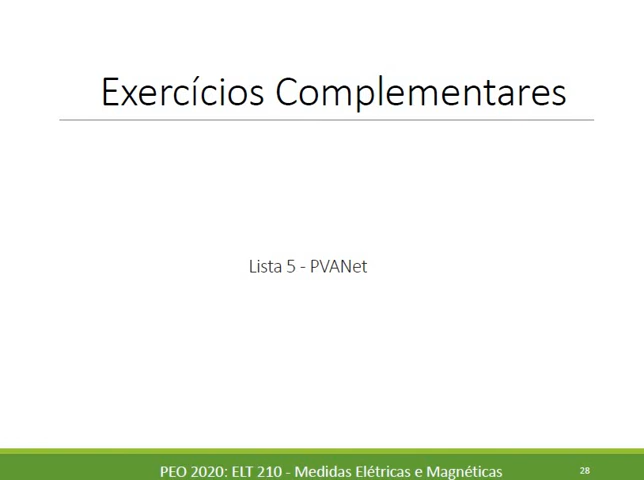 Exercícios Complementares
Lista 5 - PVANet
PEO 2020: ELT 210 - Medidas Elétricas e Magnéticas
28